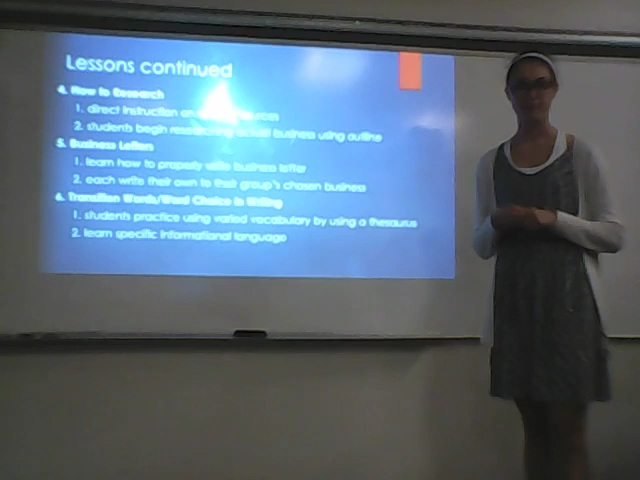 Lessons continued
4. How to Research
1. direct instruction on
2. students begin researching business using outline
5. Business Letters
1. learn how to properly write business letter
2. each write their own to their group's chosen business
6. Transition Words/Word Choice in Writing
1. students practice using varied vocabulary by using a thesaurus
2. learn specific informational language